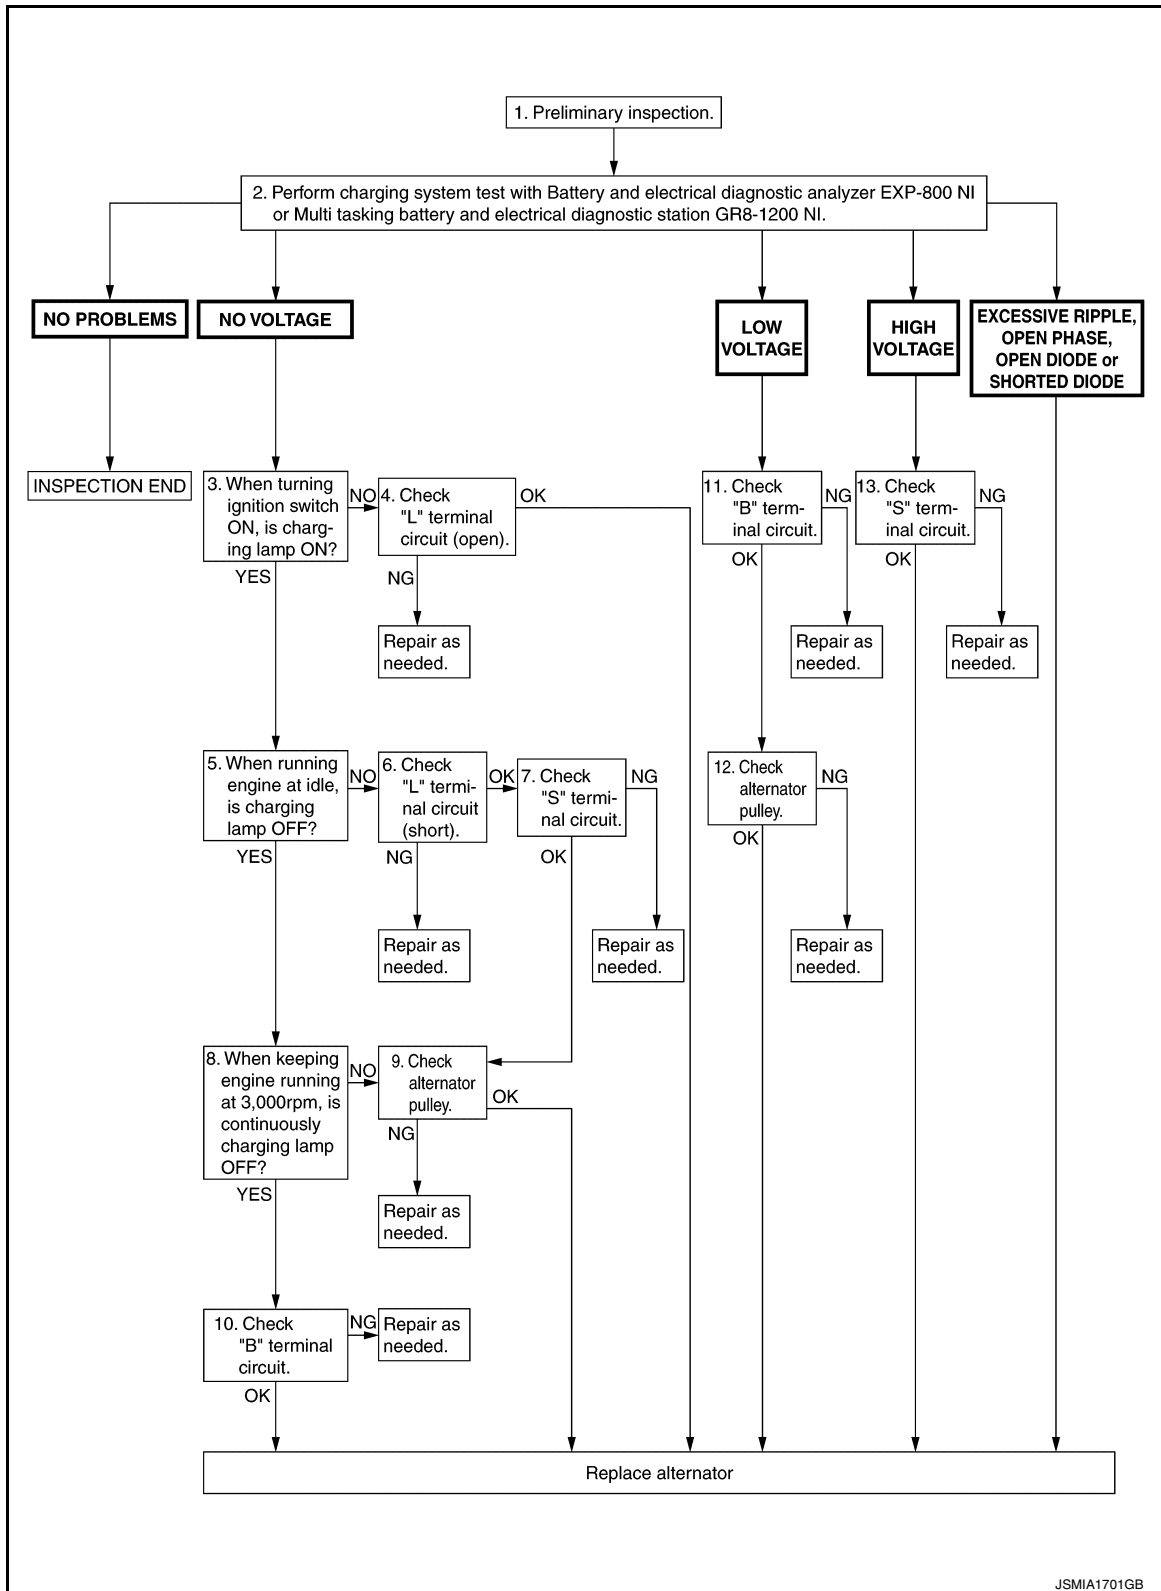 1. Preliminary inspection.
2. Perform charging system test with Battery and electrical diagnostic analyzer EXP-800 NI
or Multi tasking battery and electrical diagnostic station GR8-1200 NI.
NO PROBLEMS
NO VOLTAGE
LOW
VOLTAGE
HIGH
VOLTAGE
EXCESSIVE RIPPLE,
OPEN PHASE,
OPEN DIODE or
SHORTED DIODE
INSPECTION END
3. When turning
ignition switch
ON, is charg-
ing lamp ON?
NO
YES
4. Check
"L" terminal
circuit (open).
OK
NG
Repair as
needed.
11. Check
"B" term-
inal circuit.
NG
OK
Repair as
needed.
13. Check
"S" term-
inal circuit.
NG
OK
Repair as
needed.
5. When running
engine at idle,
is charging
lamp OFF?
NO
YES
6. Check
"L" termi-
nal circuit
(short).
OK
NG
Repair as
needed.
7. Check
"S" termi-
nal circuit.
NG
OK
Repair as
needed.
12. Check
alternator
pulley.
NG
OK
Repair as
needed.
8. When keeping
engine running
at 3,000rpm, is
continuously
charging lamp
OFF?
NO
YES
9. Check
alternator
pulley.
OK
NG
Repair as
needed.
10. Check
"B" terminal
circuit.
NG
OK
Repair as
needed.
Replace alternator
JSMIA1701GB